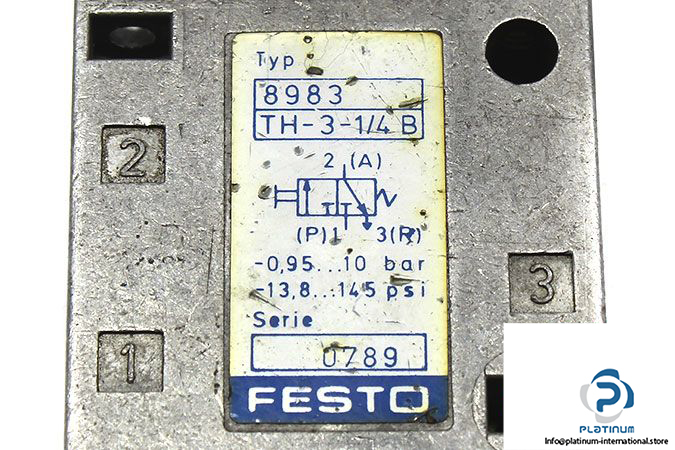 Typ
8983
TH-3-1/4 B
2 (A)
(P)1 3(R)
-0,95...10 bar
-13,8...145 psi
Serie
0789
FESTO
2
1
3
PLATINUM
Info@platinum-international.store